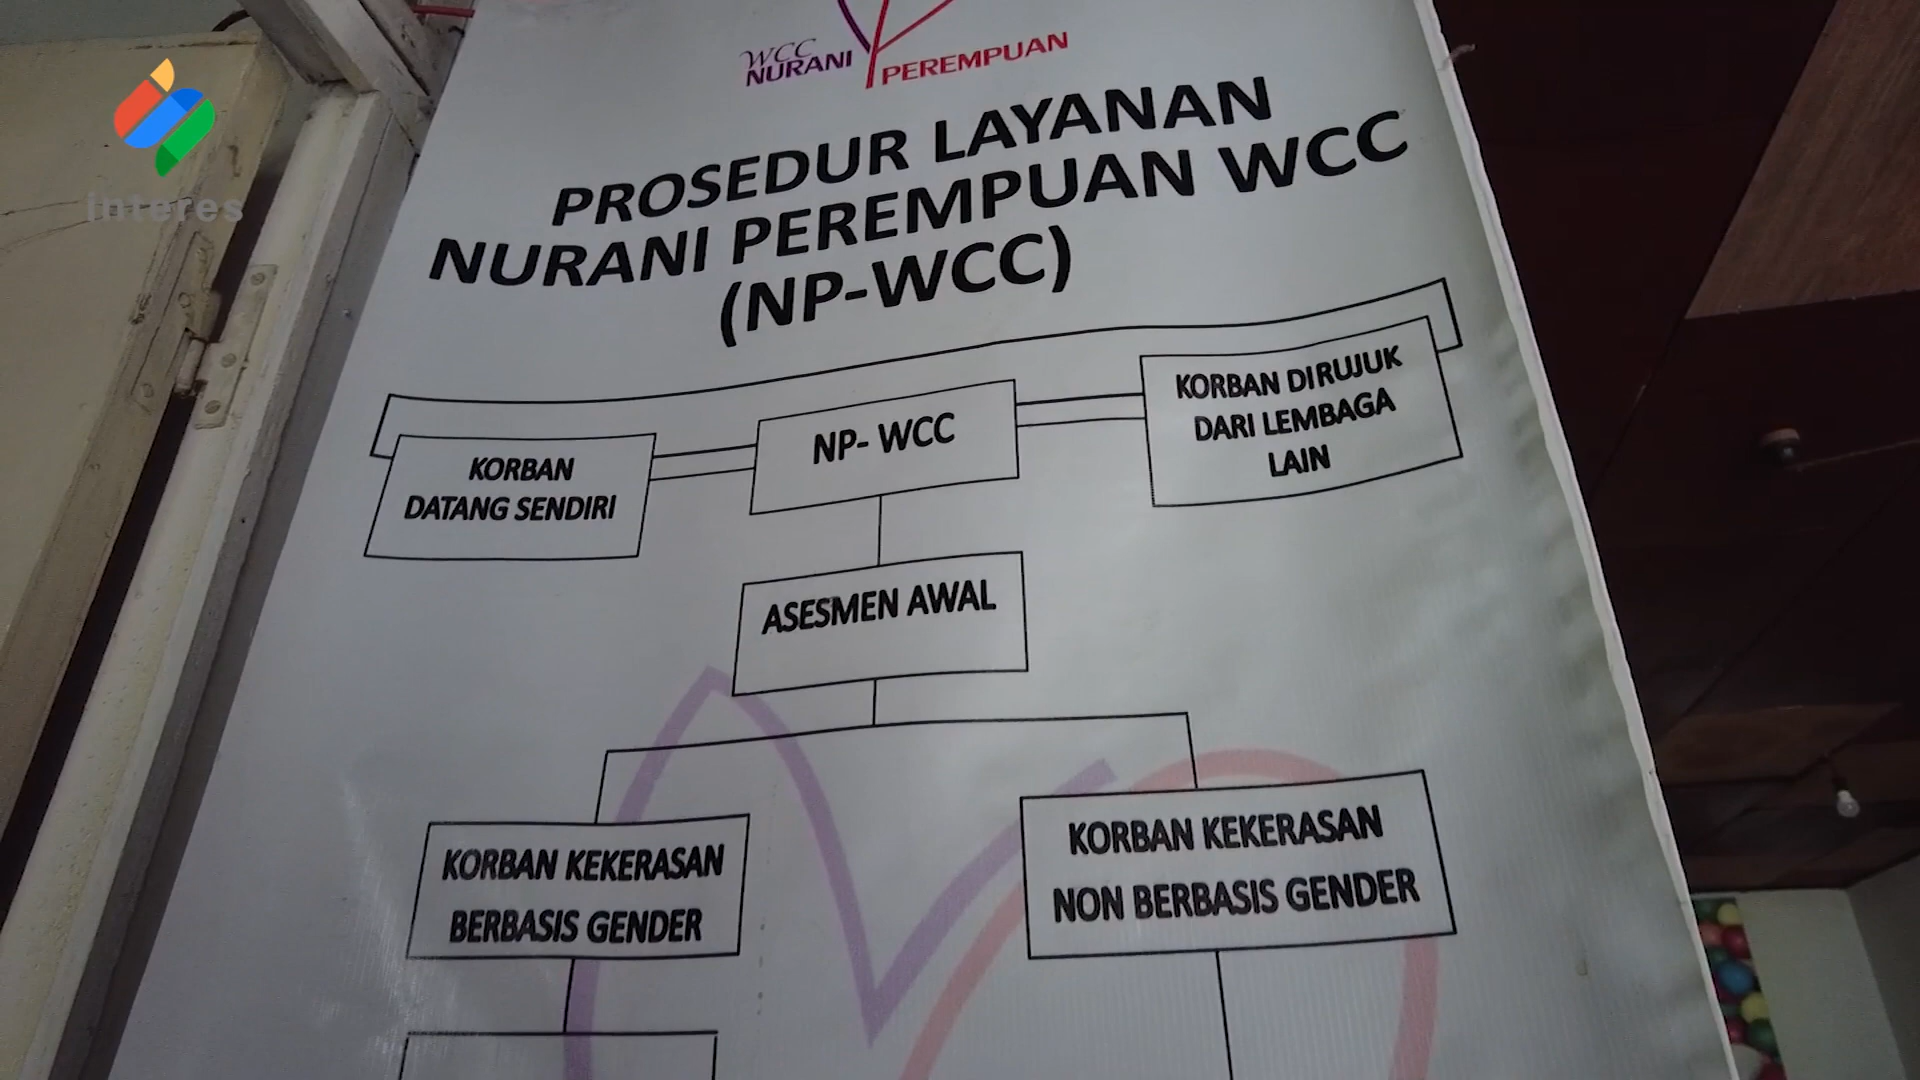 interes
WCC
NURANI PEREMPUAN
PROSEDUR LAYANAN
NURANI PEREMPUAN WCC
(NP-WCC)
KORBAN
DATANG SENDIRI
NP- WCC
KORBAN DIRUJUK
DARI LEMBAGA
LAIN
ASESMEN AWAL
KORBAN KEKERASAN
BERBASIS GENDER
KORBAN KEKERASAN
NON BERBASIS GENDER